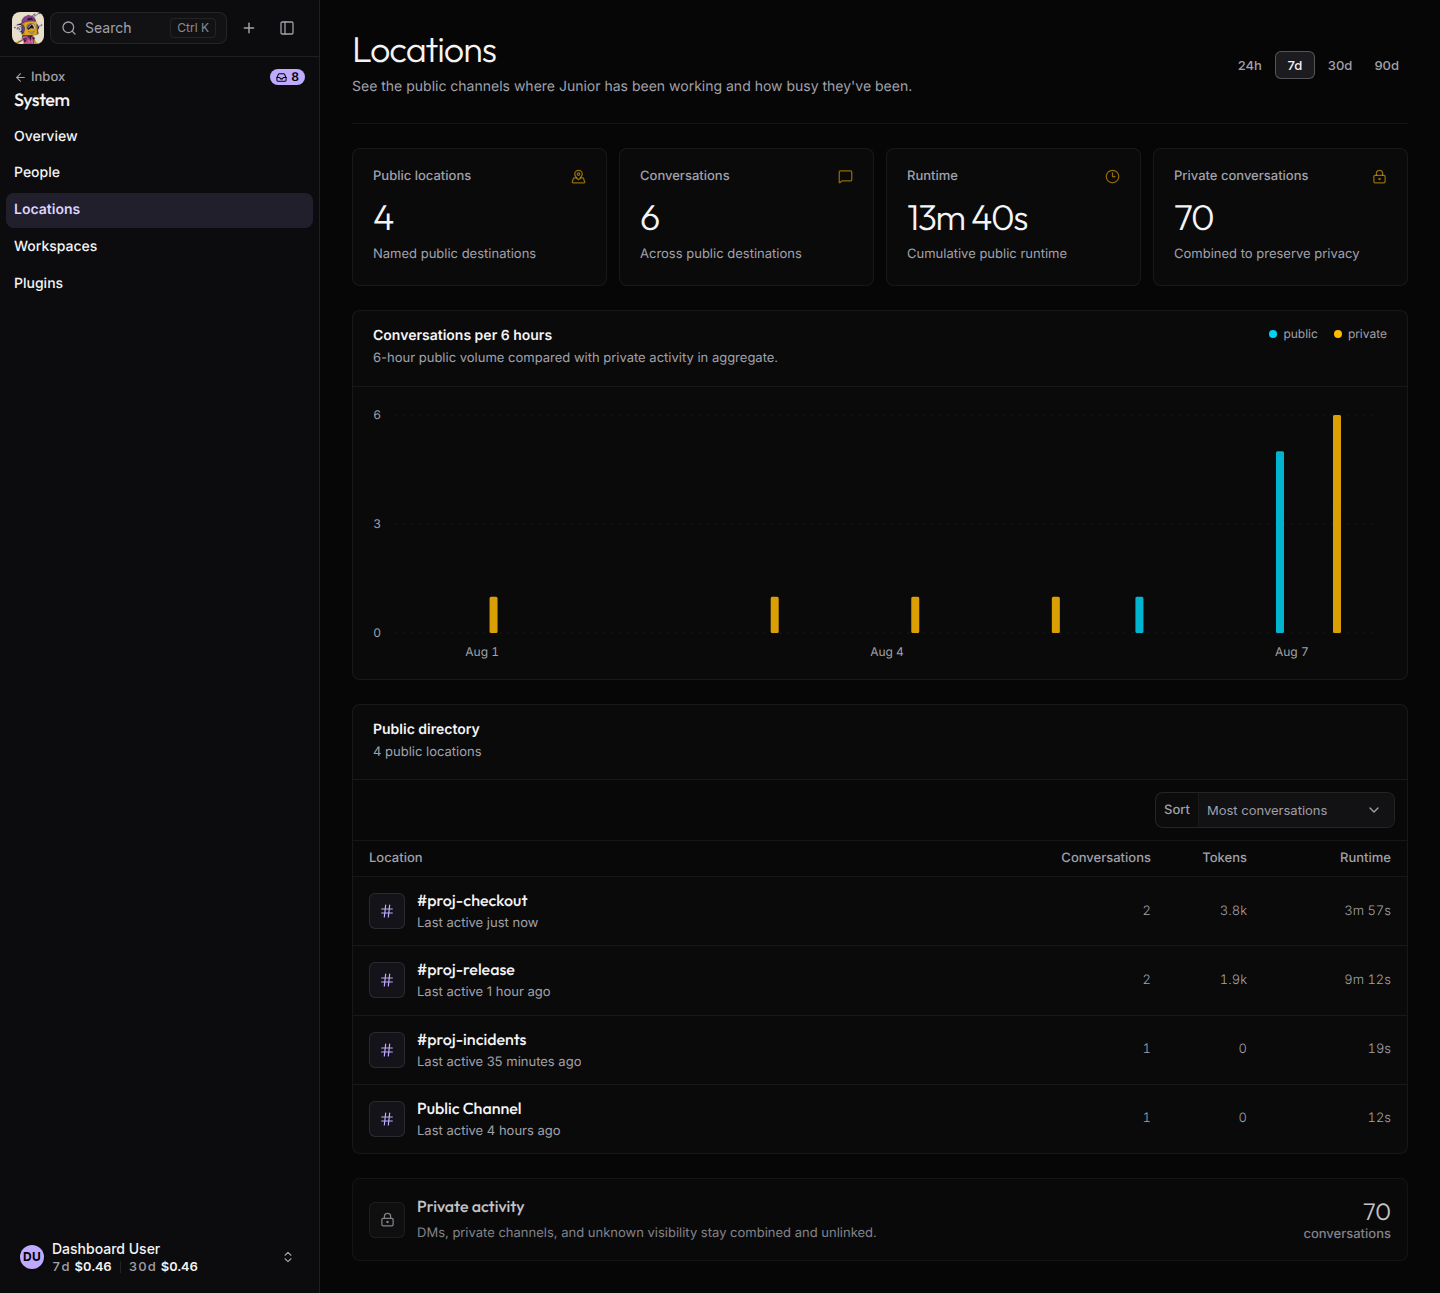 Search
Ctrl K
Inbox
8
System
Overview
People
Locations
Workspaces
Plugins
Dashboard User
DU
7d $0.46 | 30d $0.46
Locations
See the public channels where Junior has been working and how busy they've been.
24h
7d
30d
90d
Public locations
4
Named public destinations
Conversations
6
Across public destinations
Runtime
13m 40s
Cumulative public runtime
Private conversations
70
Combined to preserve privacy
Conversations per 6 hours
6-hour public volume compared with private activity in aggregate.
public
private
6
3
0
Aug 1
Aug 4
Aug 7
Public directory
4 public locations
Sort
Most conversations
Location
Conversations
Tokens
Runtime
#proj-checkout
Last active just now
2
3.8k
3m 57s
#proj-release
Last active 1 hour ago
2
1.9k
9m 12s
#proj-incidents
Last active 35 minutes ago
1
0
19s
Public Channel
Last active 4 hours ago
1
0
12s
Private activity
DMs, private channels, and unknown visibility stay combined and unlinked.
70
conversations